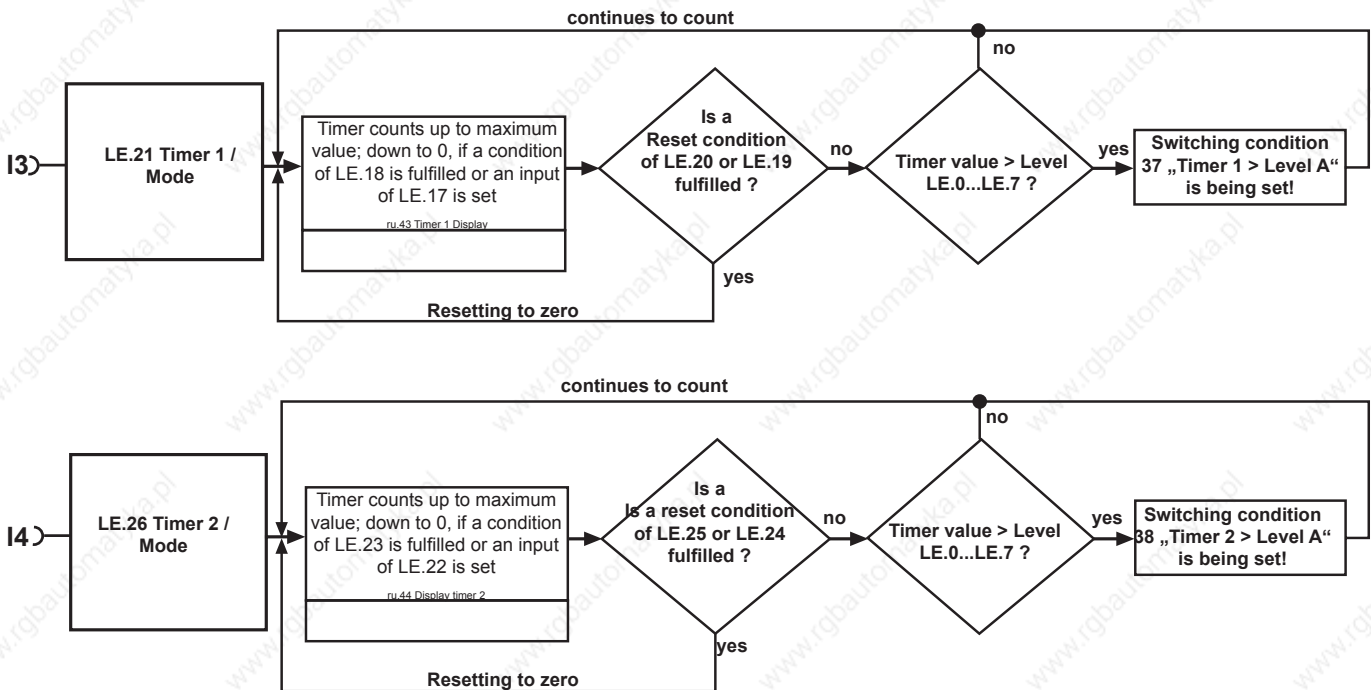 continues to count
no
I3
LE.21 Timer 1 /
Mode
Timer counts up to maximum
value; down to 0, if a condition
of LE.18 is fulfilled or an input
of LE.17 is set
ru.43 Timer 1 Display
Is a
Reset condition
of LE.20 or LE.19
fulfilled ?
no
yes
Timer value > Level
LE.0...LE.7 ?
yes
Switching condition
37 „Timer 1 > Level A“
is being set!
Resetting to zero
continues to count
no
I4
LE.26 Timer 2 /
Mode
Timer counts up to maximum
value; down to 0, if a condition
of LE.23 is fulfilled or an input
of LE.22 is set
ru.44 Display timer 2
Is a
Is a reset condition
of LE.25 or LE.24
fulfilled ?
no
yes
Timer value > Level
LE.0...LE.7 ?
yes
Switching condition
38 „Timer 2 > Level A“
is being set!
Resetting to zero
www.rgbautomatyka.pl